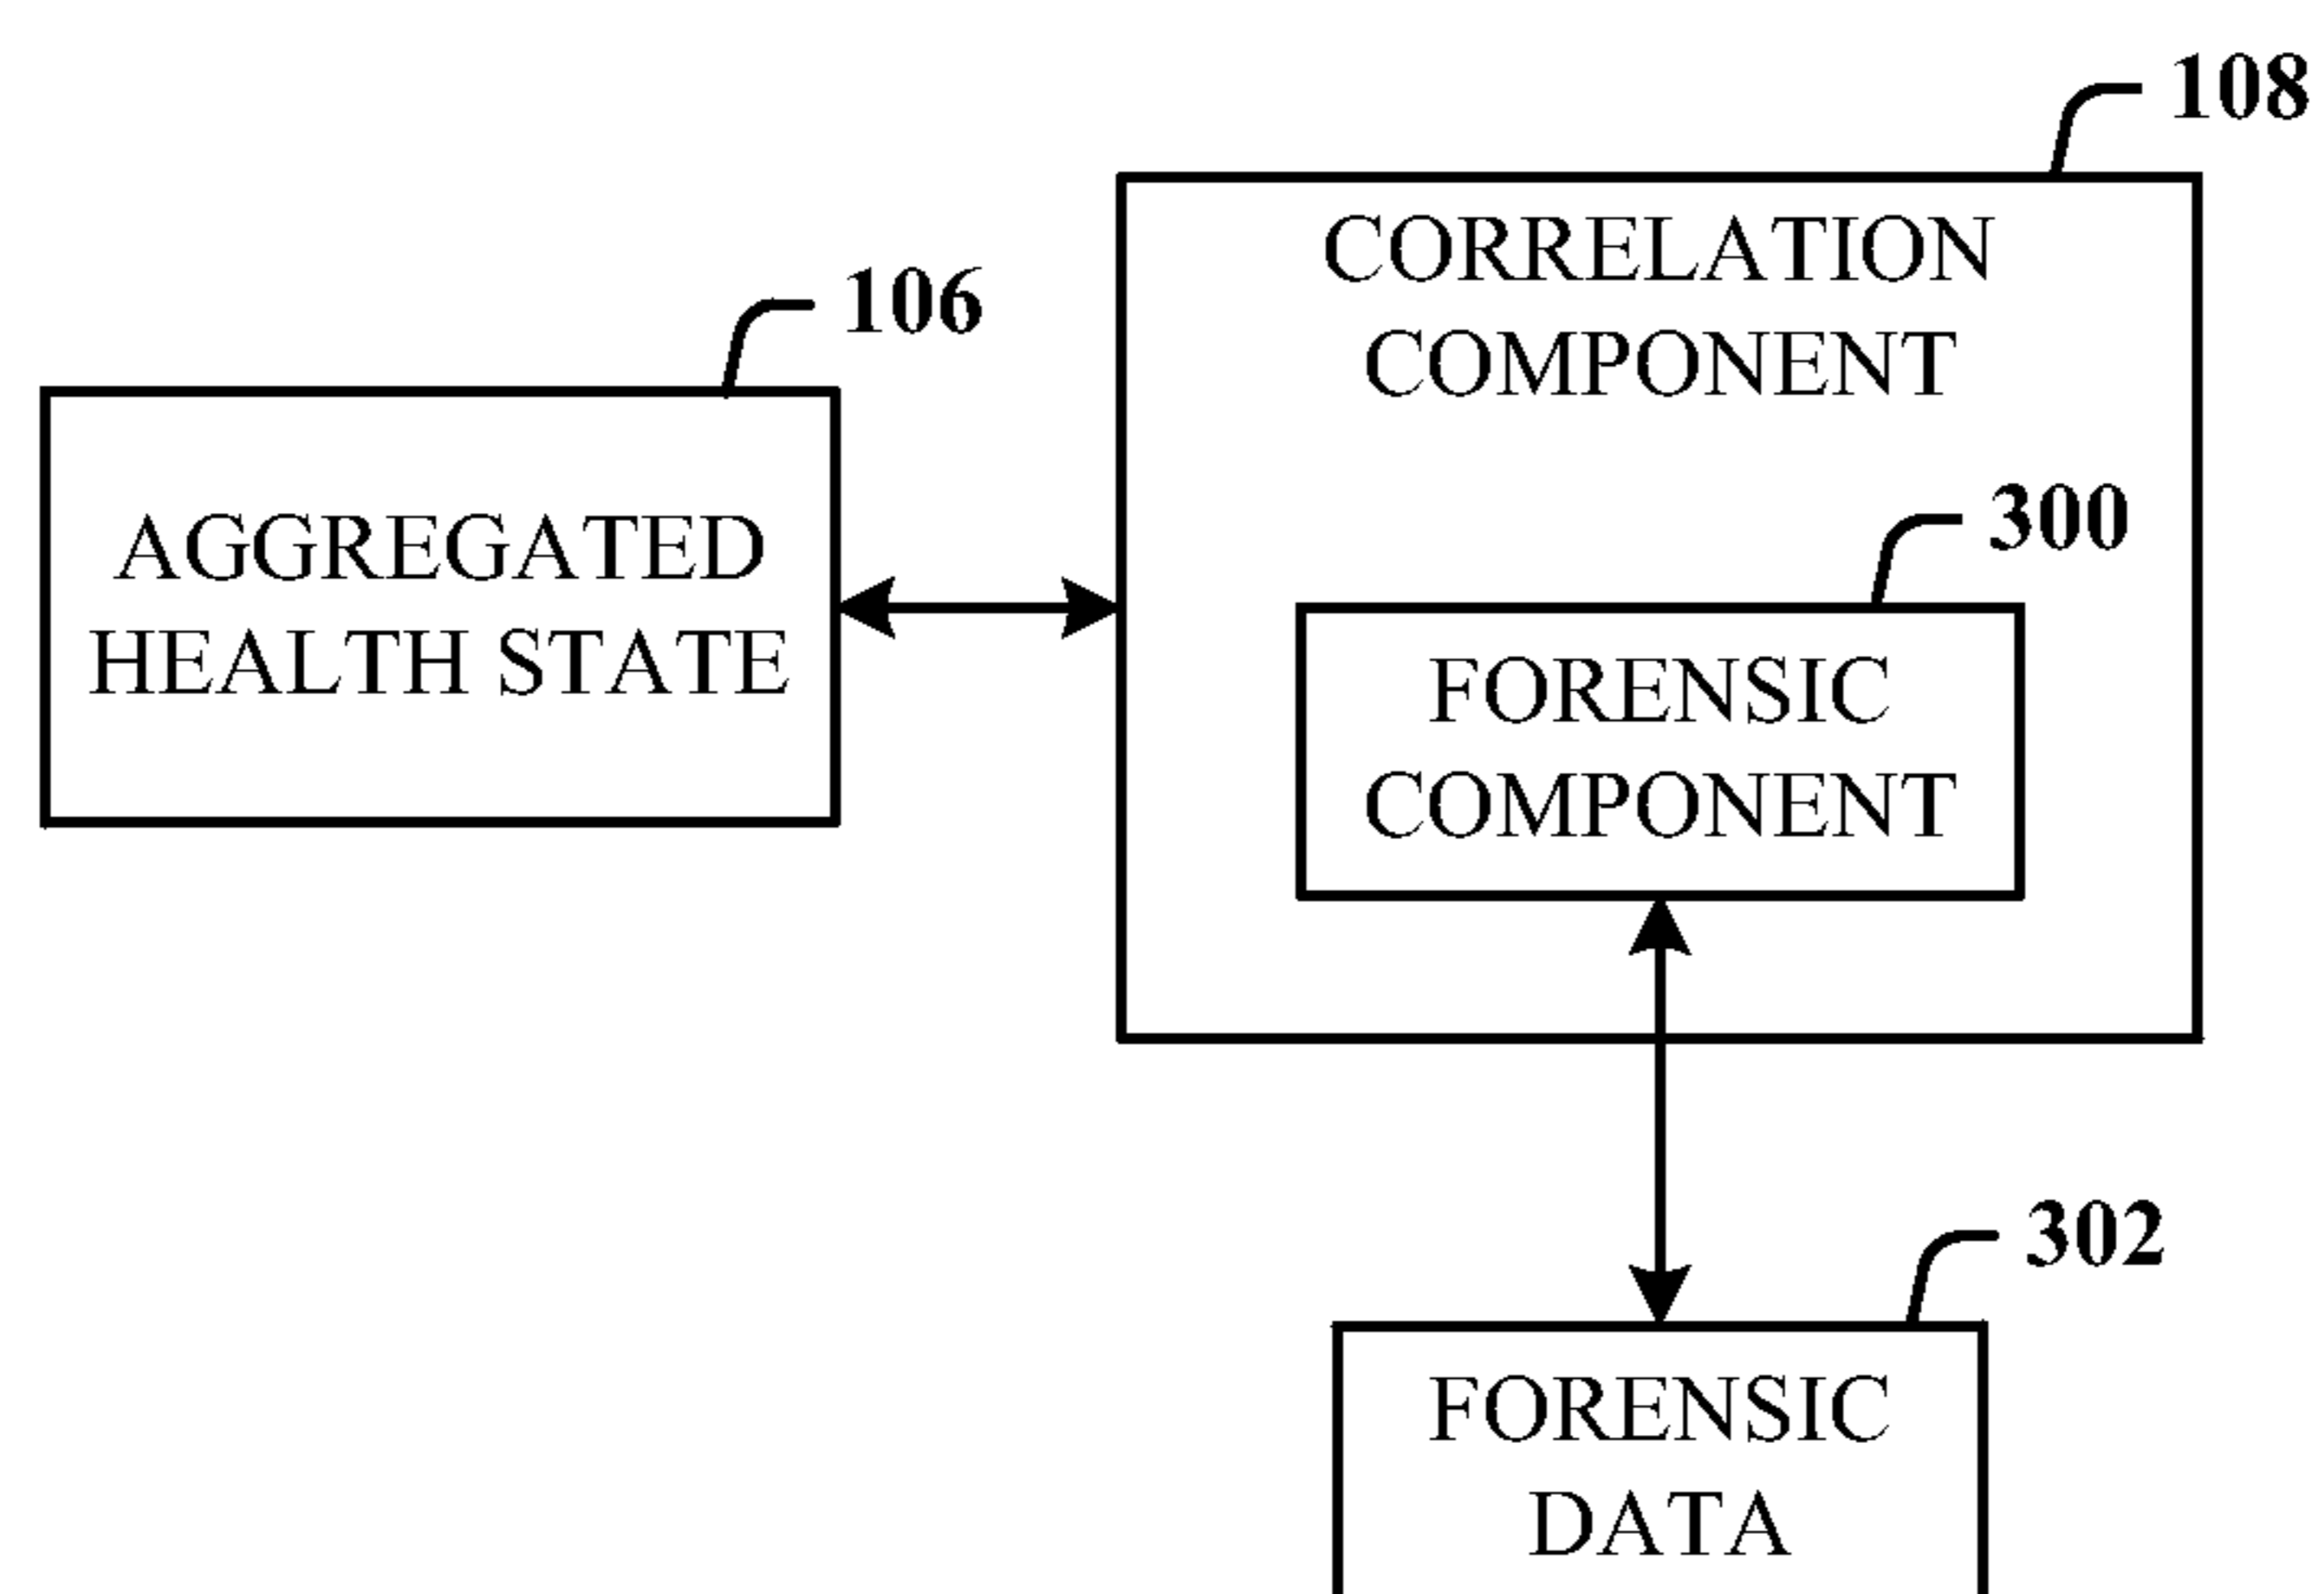 108
CORRELATION
COMPONENT
106
AGGREGATED
HEALTH STATE
300
FORENSIC
COMPONENT
302
FORENSIC
DATA